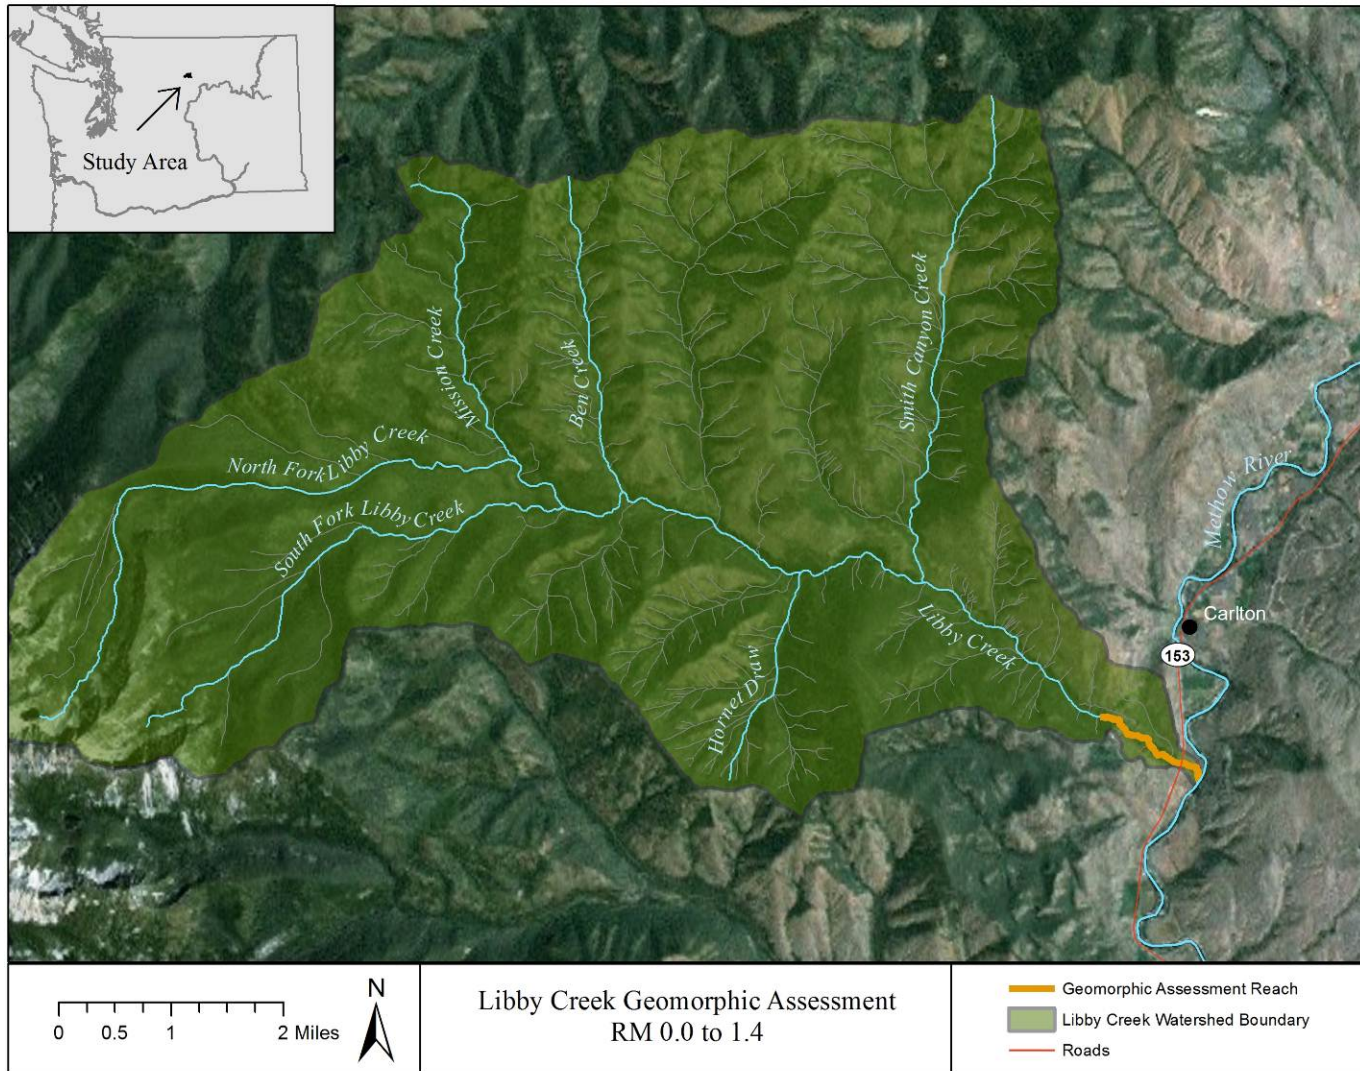 Study Area
Mission Creek
Ben Creek
Smith Canyon Creek
North Fork Libby Creek
South Fork Libby Creek
Methow River
Carlton
153
Libby Creek
Hornet Draw
0 0.5 1 2 Miles
N
Libby Creek Geomorphic Assessment
RM 0.0 to 1.4
Geomorphic Assessment Reach
Libby Creek Watershed Boundary
Roads